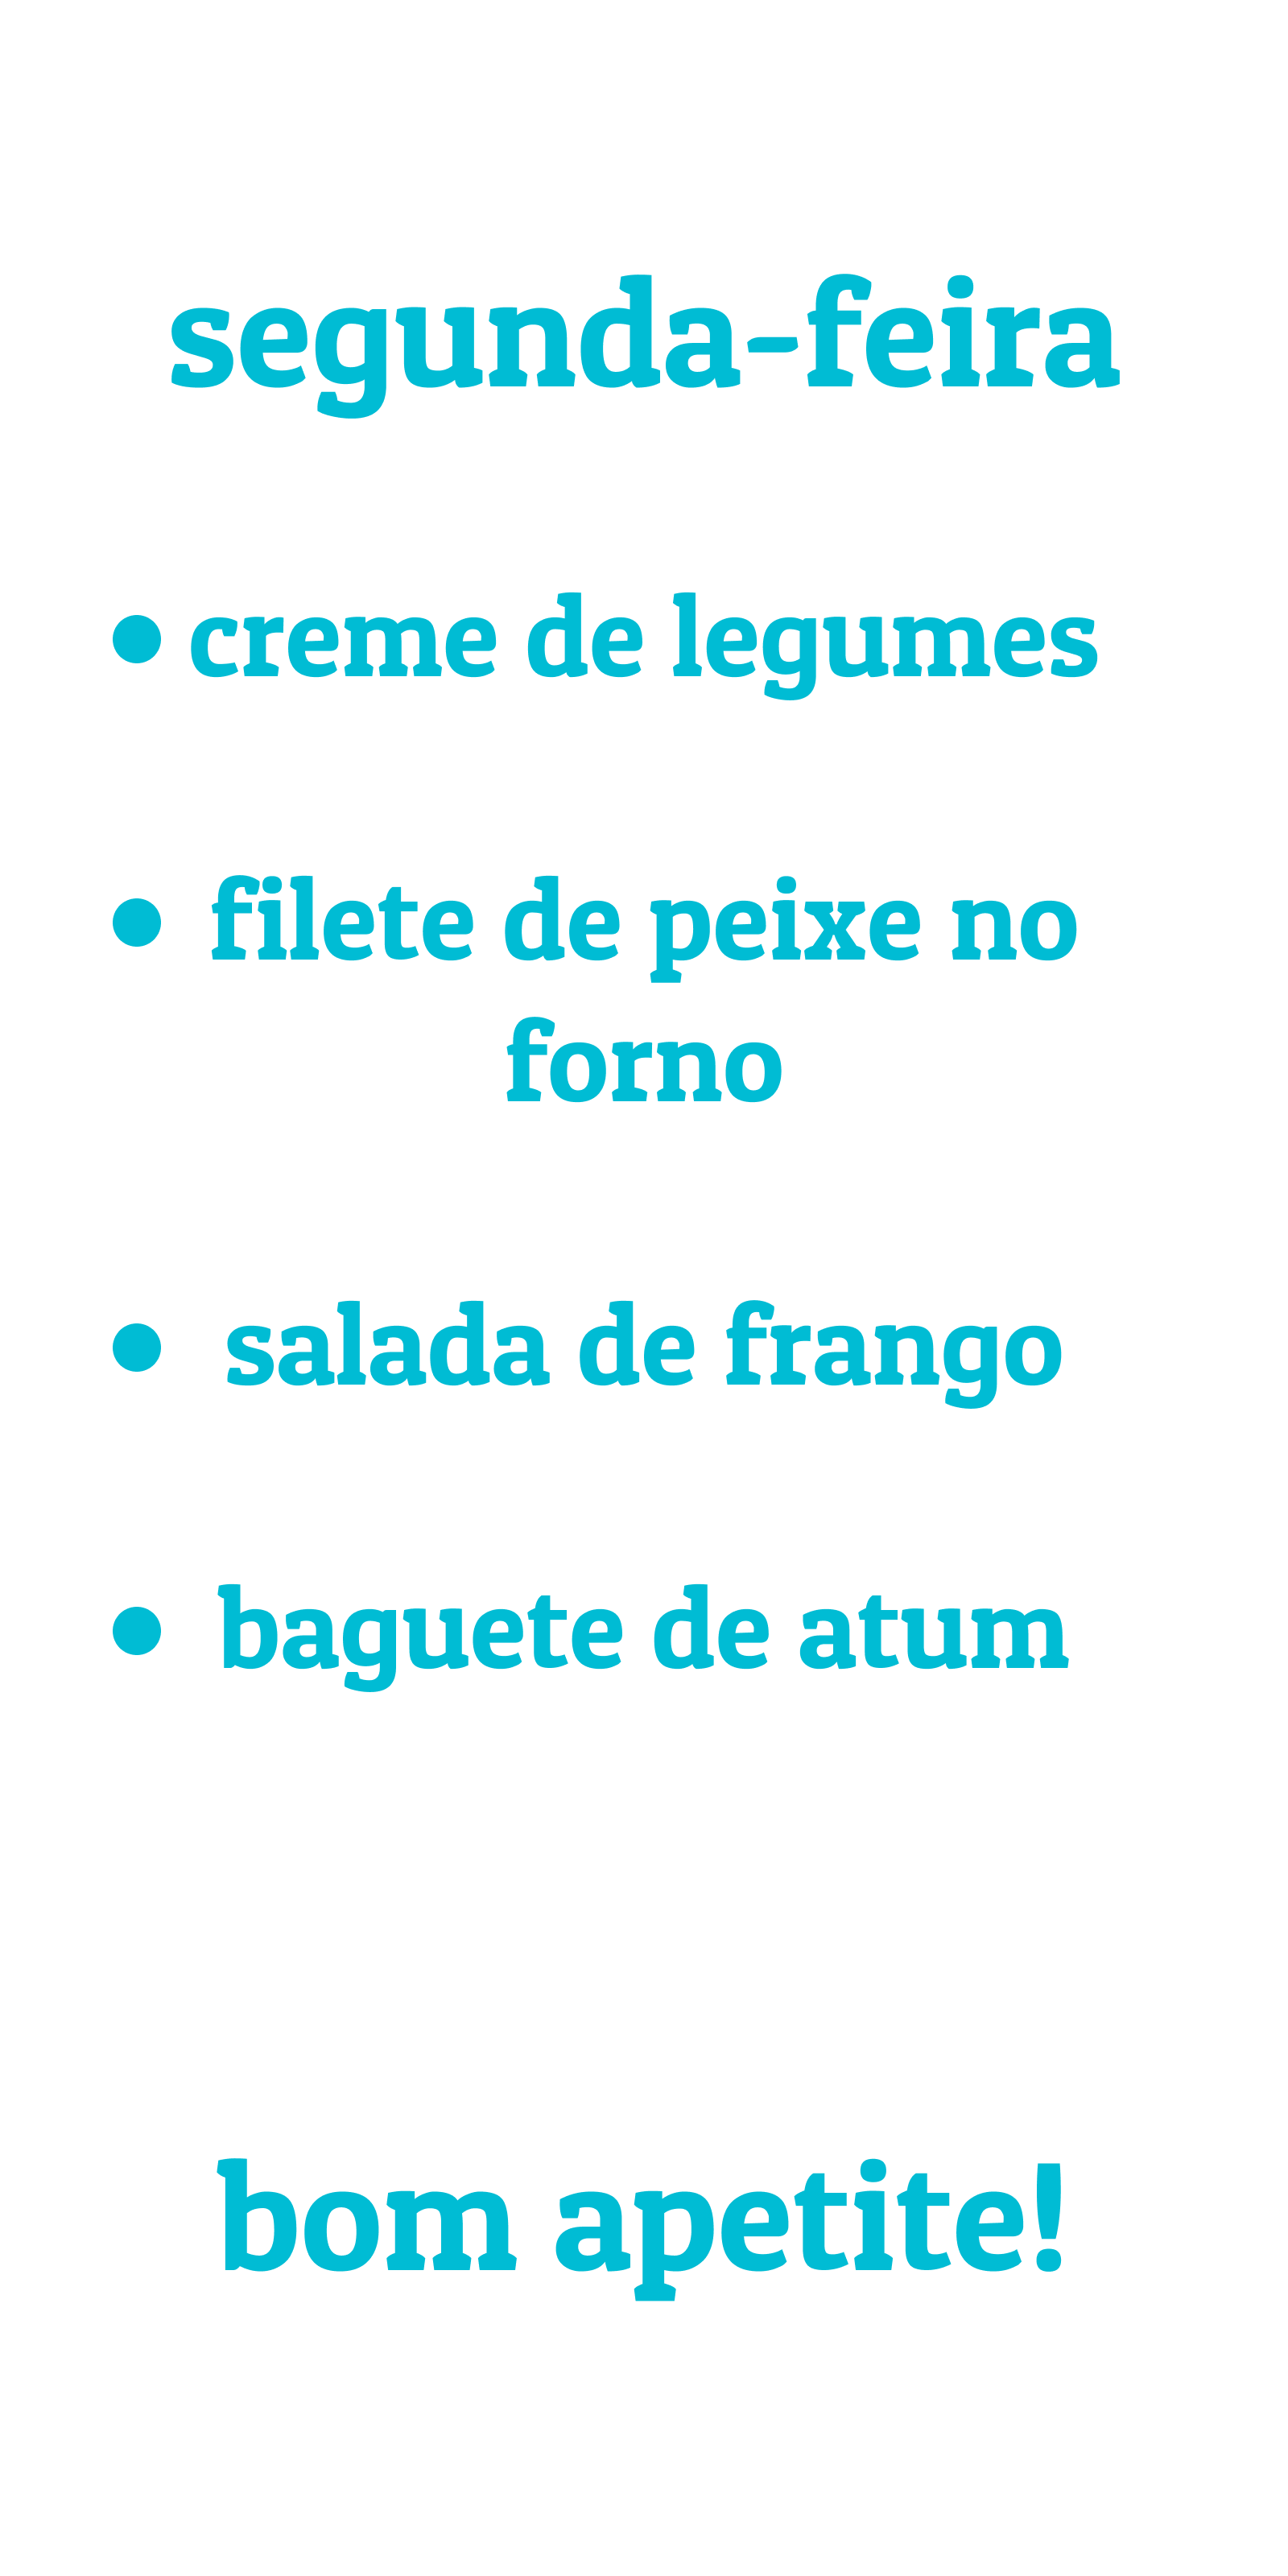 segunda-feira
• creme de legumes
• filete de peixe no
forno
• salada de frango
• baguete de atum
bom apetite!